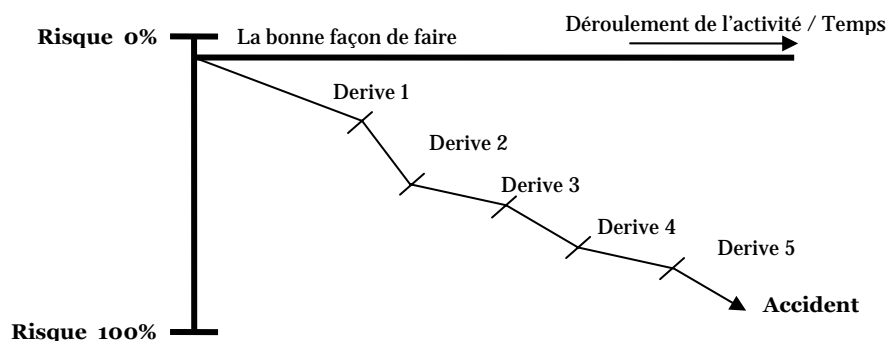 Déroulement de l'activité / Temps
Risque 0%
La bonne façon de faire
Derive 1
Derive 2
Derive 3
Derive 4
Derive 5
Accident
Risque 100%